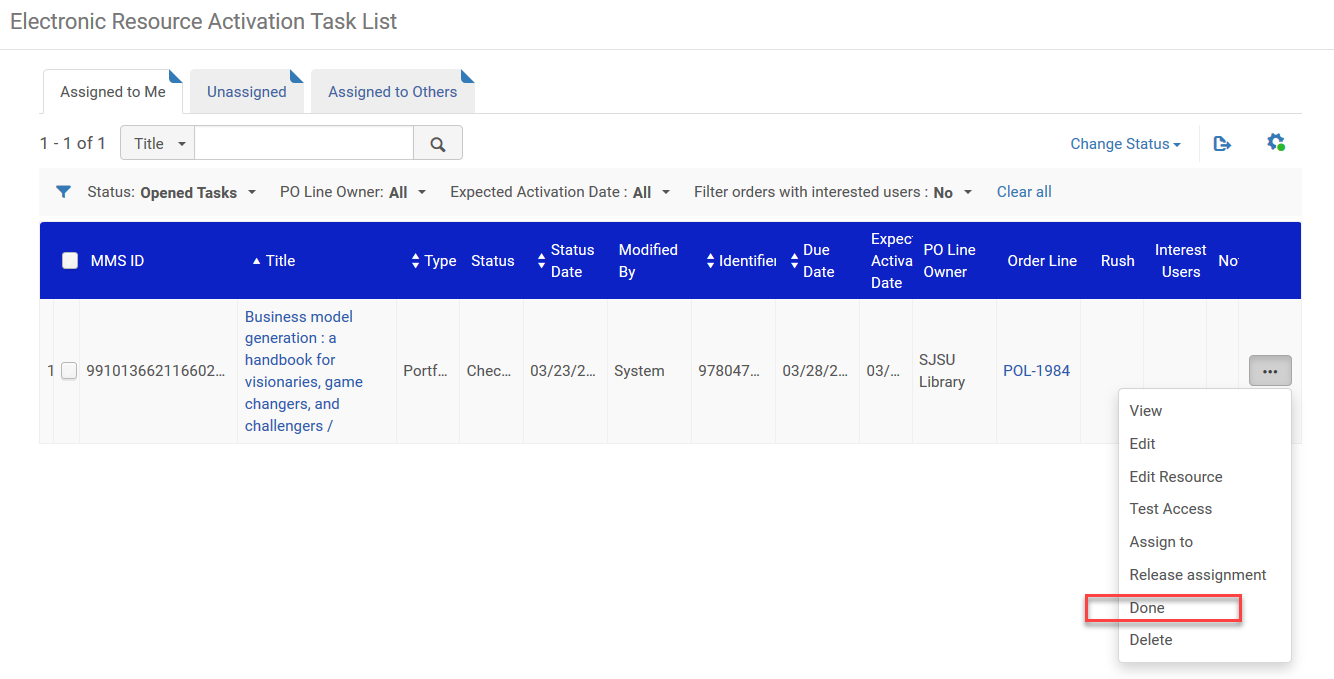 Electronic Resource Activation Task List
Assigned to Me
Unassigned
Assigned to Others
1 - 1 of 1
Title
Change Status
Status: Opened Tasks
PO Line Owner: All
Expected Activation Date : All
Filter orders with interested users : No
Clear all
MMS ID
Title
Type
Status
Status
Date
Modified
By
Identifier
Due
Date
Expec
Activa
Date
PO Line
Owner
Order Line
Rush
Interest
Users
No
1
991013662116602...
Business model
generation : a
handbook for
visionaries, game
changers, and
challengers /
Portf...
Chec...
03/23/2...
System
978047...
03/28/2...
03/...
SJSU
Library
POL-1984
View
Edit
Edit Resource
Test Access
Assign to
Release assignment
Done
Delete